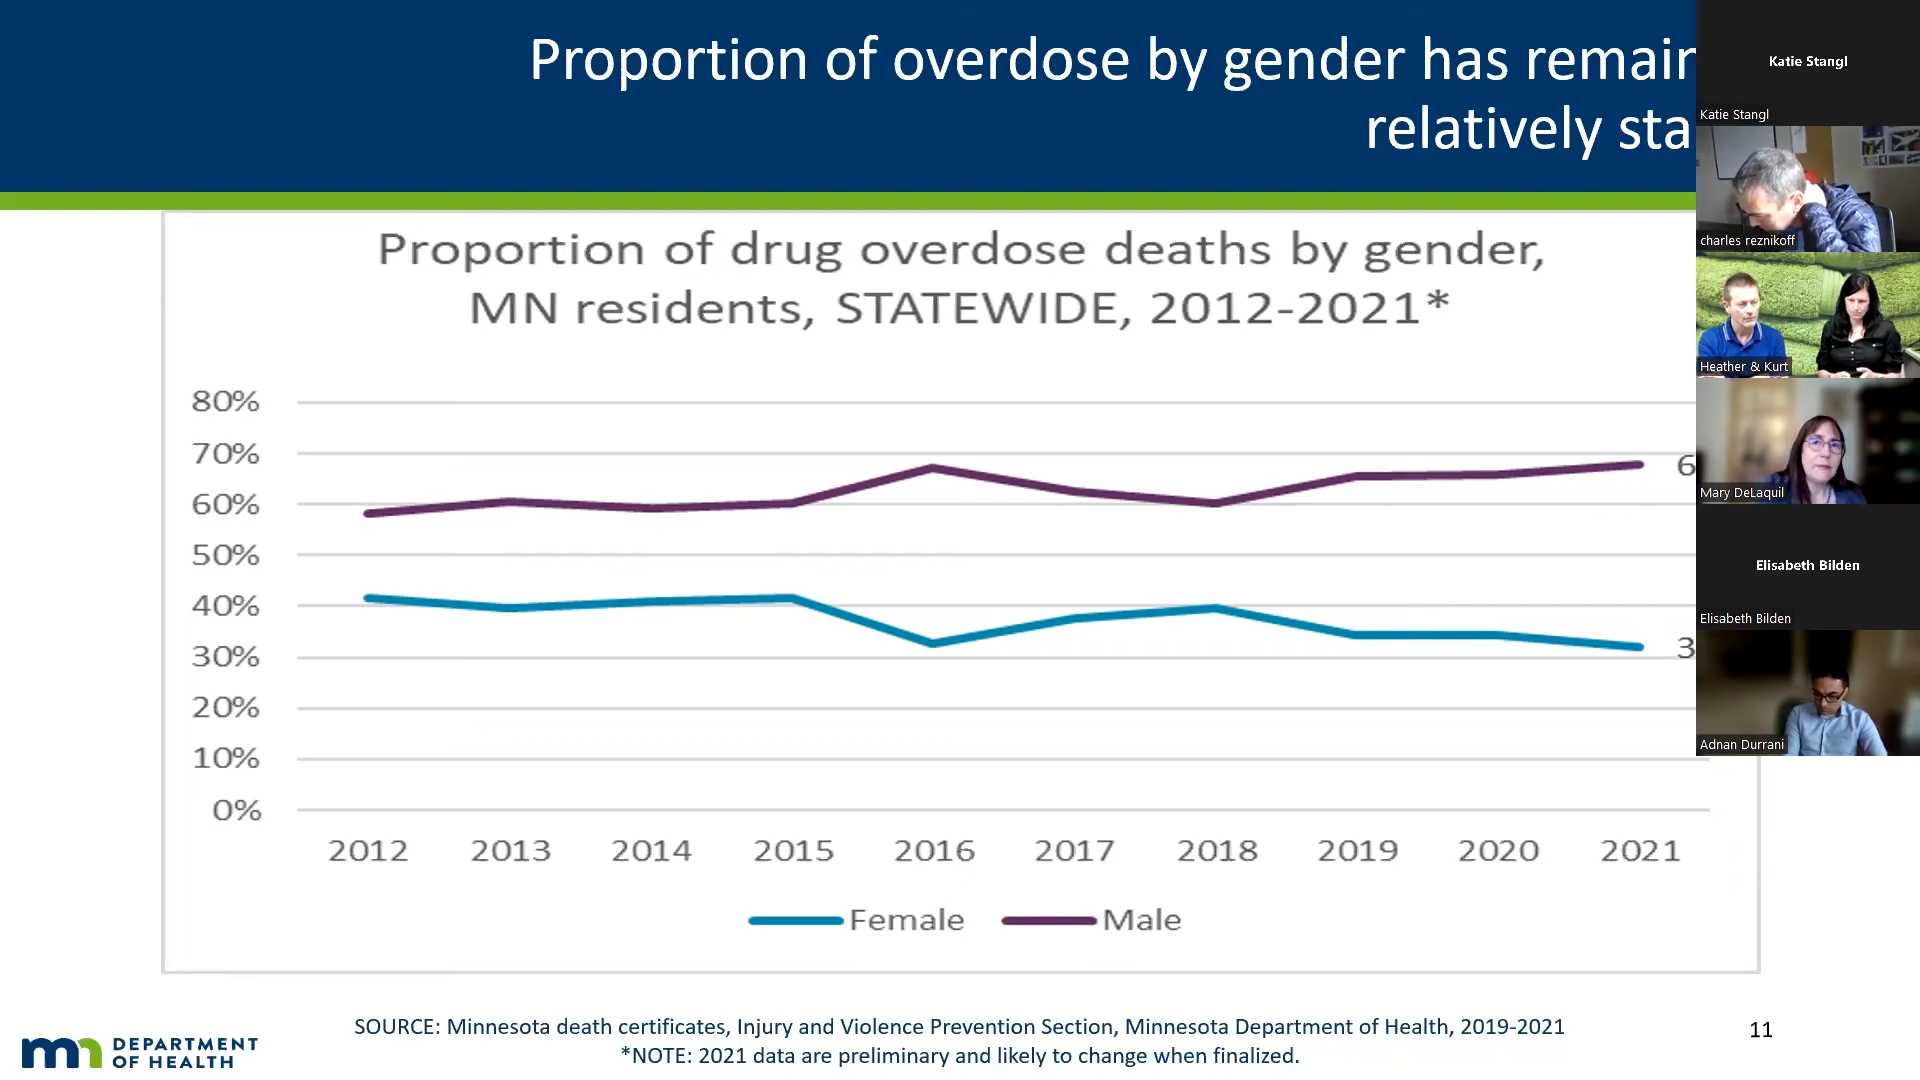 Proportion of overdose by gender has remain
relatively sta
Proportion of drug overdose deaths by gender,
MN residents, STATEWIDE, 2012-2021*
80%
70%
60%
50%
40%
30%
20%
10%
0%
6
3
2012 2013 2014 2015 2016 2017 2018 2019 2020 2021
Female Male
SOURCE: Minnesota death certificates, Injury and Violence Prevention Section, Minnesota Department of Health, 2019-2021
*NOTE: 2021 data are preliminary and likely to change when finalized.
11
mn DEPARTMENT
OF HEALTH
Katie Stangl
Katie Stangl
charles reznikoff
Heather & Kurt
Mary DeLaquil
Elisabeth Bilden
Elisabeth Bilden
Adnan Durrani